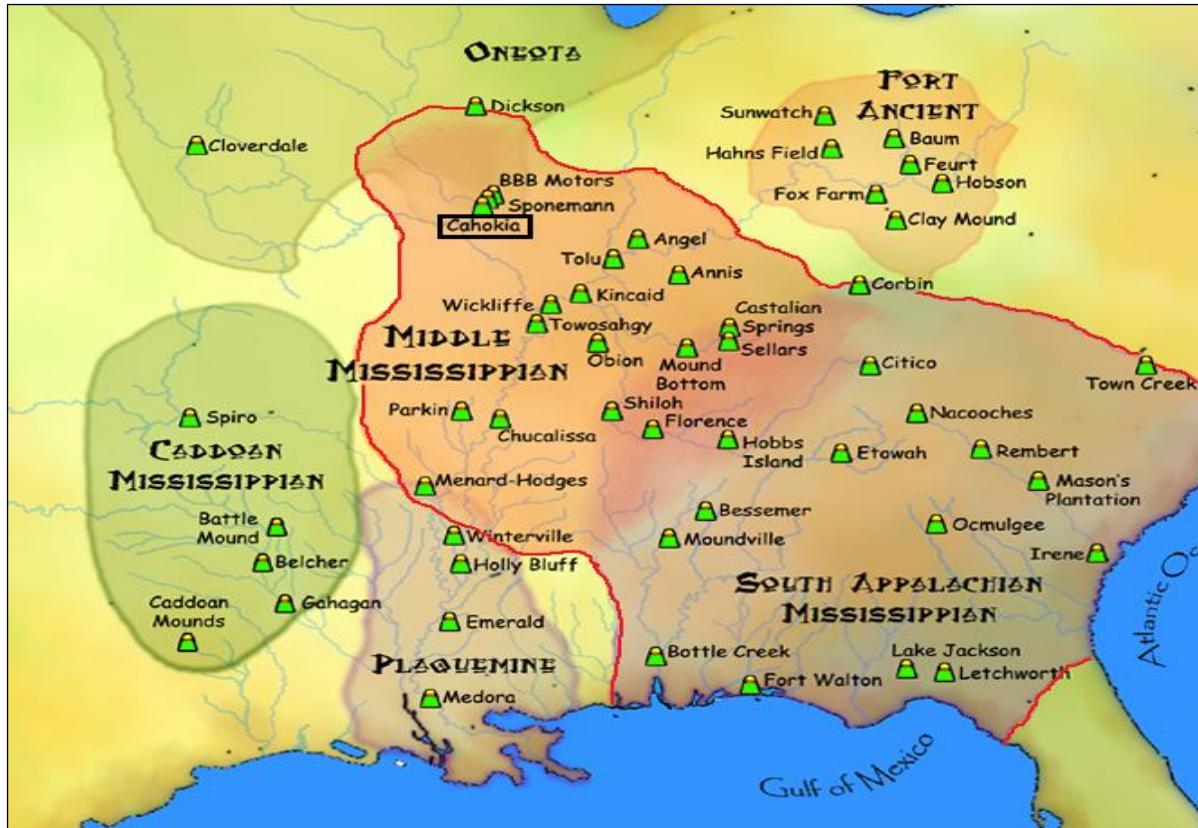 ONEOTA
Dickson
FORT
ANCIENT
Sunwatch
Baum
Cloverdale
Hahns Field
Feurt
BBB Motors
Hobson
Fox Farm
Sponemann
Clay Mound
Cahokia
Angel
Tolu
Annis
Corbin
Kincaid
Wickliffe
Castalian
Springs
Towosahgy
MIDDLE
MISSISSIPPIAN
Obion
Sellars
Mound
Bottom
Citico
Town Creek
Parkin
Shiloh
Nacooches
Spiro
Chucalissa
Florence
CADDOAN
MISSISSIPPIAN
Hobbs
Island
Etowah
Rembert
Menard-Hodges
Mason's
Plantation
Bessemer
Battle
Mound
Winterville
Moundville
Ocmulgee
Irene
Belcher
Holly Bluff
SOUTH APPALACHIAN
MISSISSIPPIAN
Caddoan
Mounds
Gahagan
Emerald
Atlantic Oc
Bottle Creek
Lake Jackson
PLAQUEMINE
Letchworth
Fort Walton
Medora
Gulf of Mexico